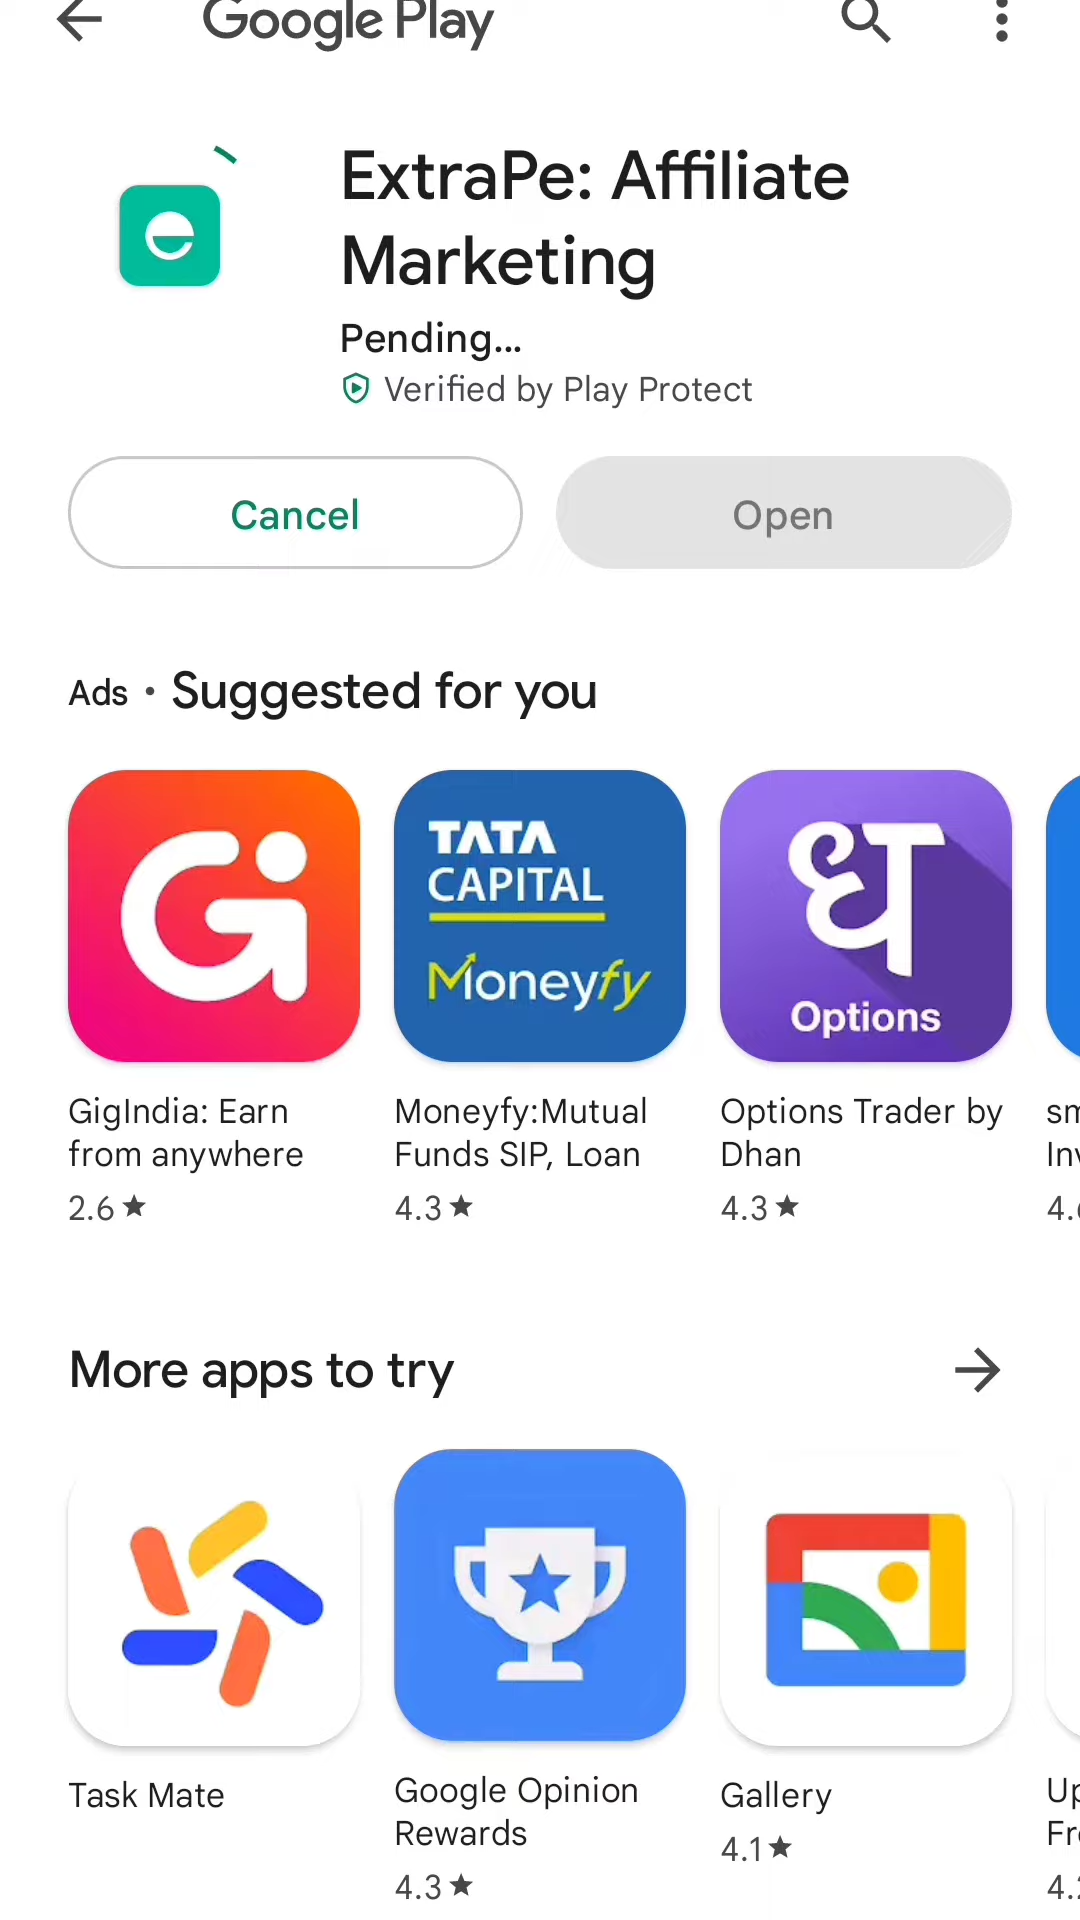 Google Play
ExtraPe: Affiliate
Marketing
Pending...
Verified by Play Protect
Cancel
Open
Ads • Suggested for you
TATA
CAPITAL
Moneyfy
ध
Options
GigIndia: Earn
from anywhere
2.6★
Moneyfy:Mutual
Funds SIP, Loan
4.3★
Options Trader by
Dhan
4.3★
More apps to try
Task Mate
Google Opinion
Rewards
4.3★
Gallery
4.1★